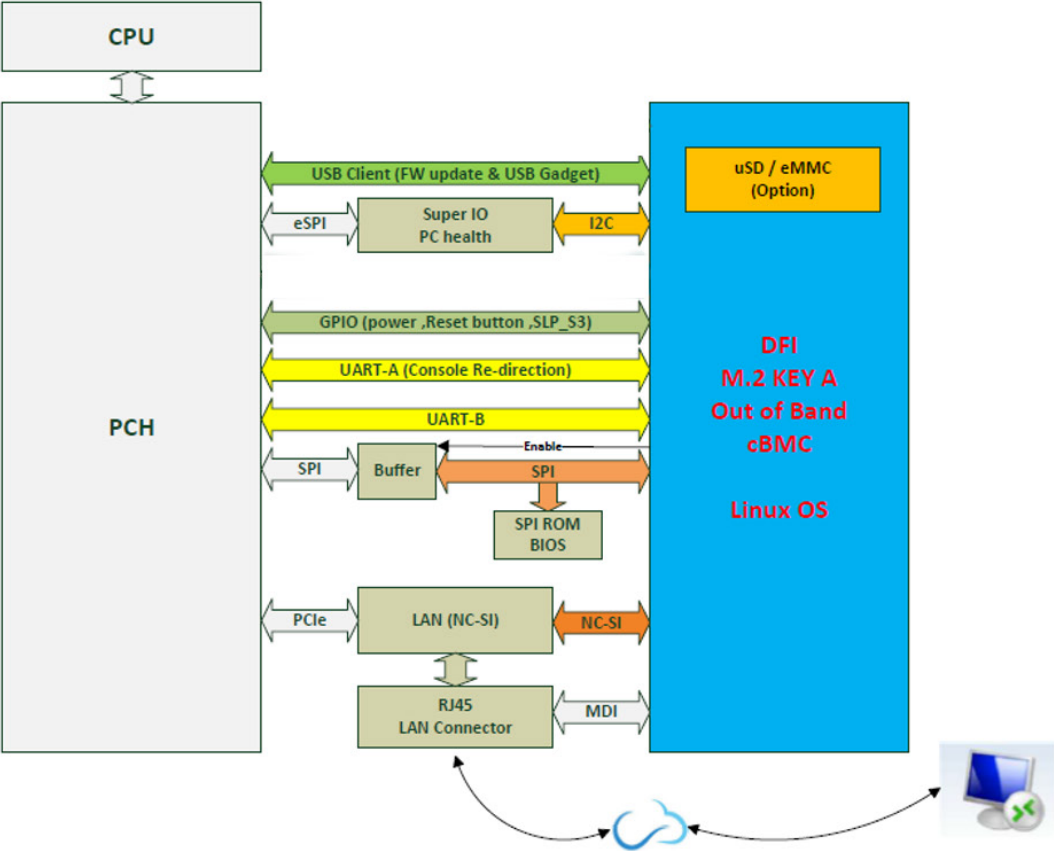 CPU
USB Client (FW update & USB Gadget)
uSD / eMMC
(Option)
eSPI
Super IO
PC health
I2C
GPIO (power ,Reset button ,SLP_S3)
UART-A (Console Re-direction)
UART-B
PCH
DFI
M.2 KEY A
Out of Band
cBMC
Linux OS
Enable
SPI
Buffer
SPI
SPI ROM
BIOS
PCIe
LAN (NC-SI)
NC-SI
RJ45
LAN Connector
MDI